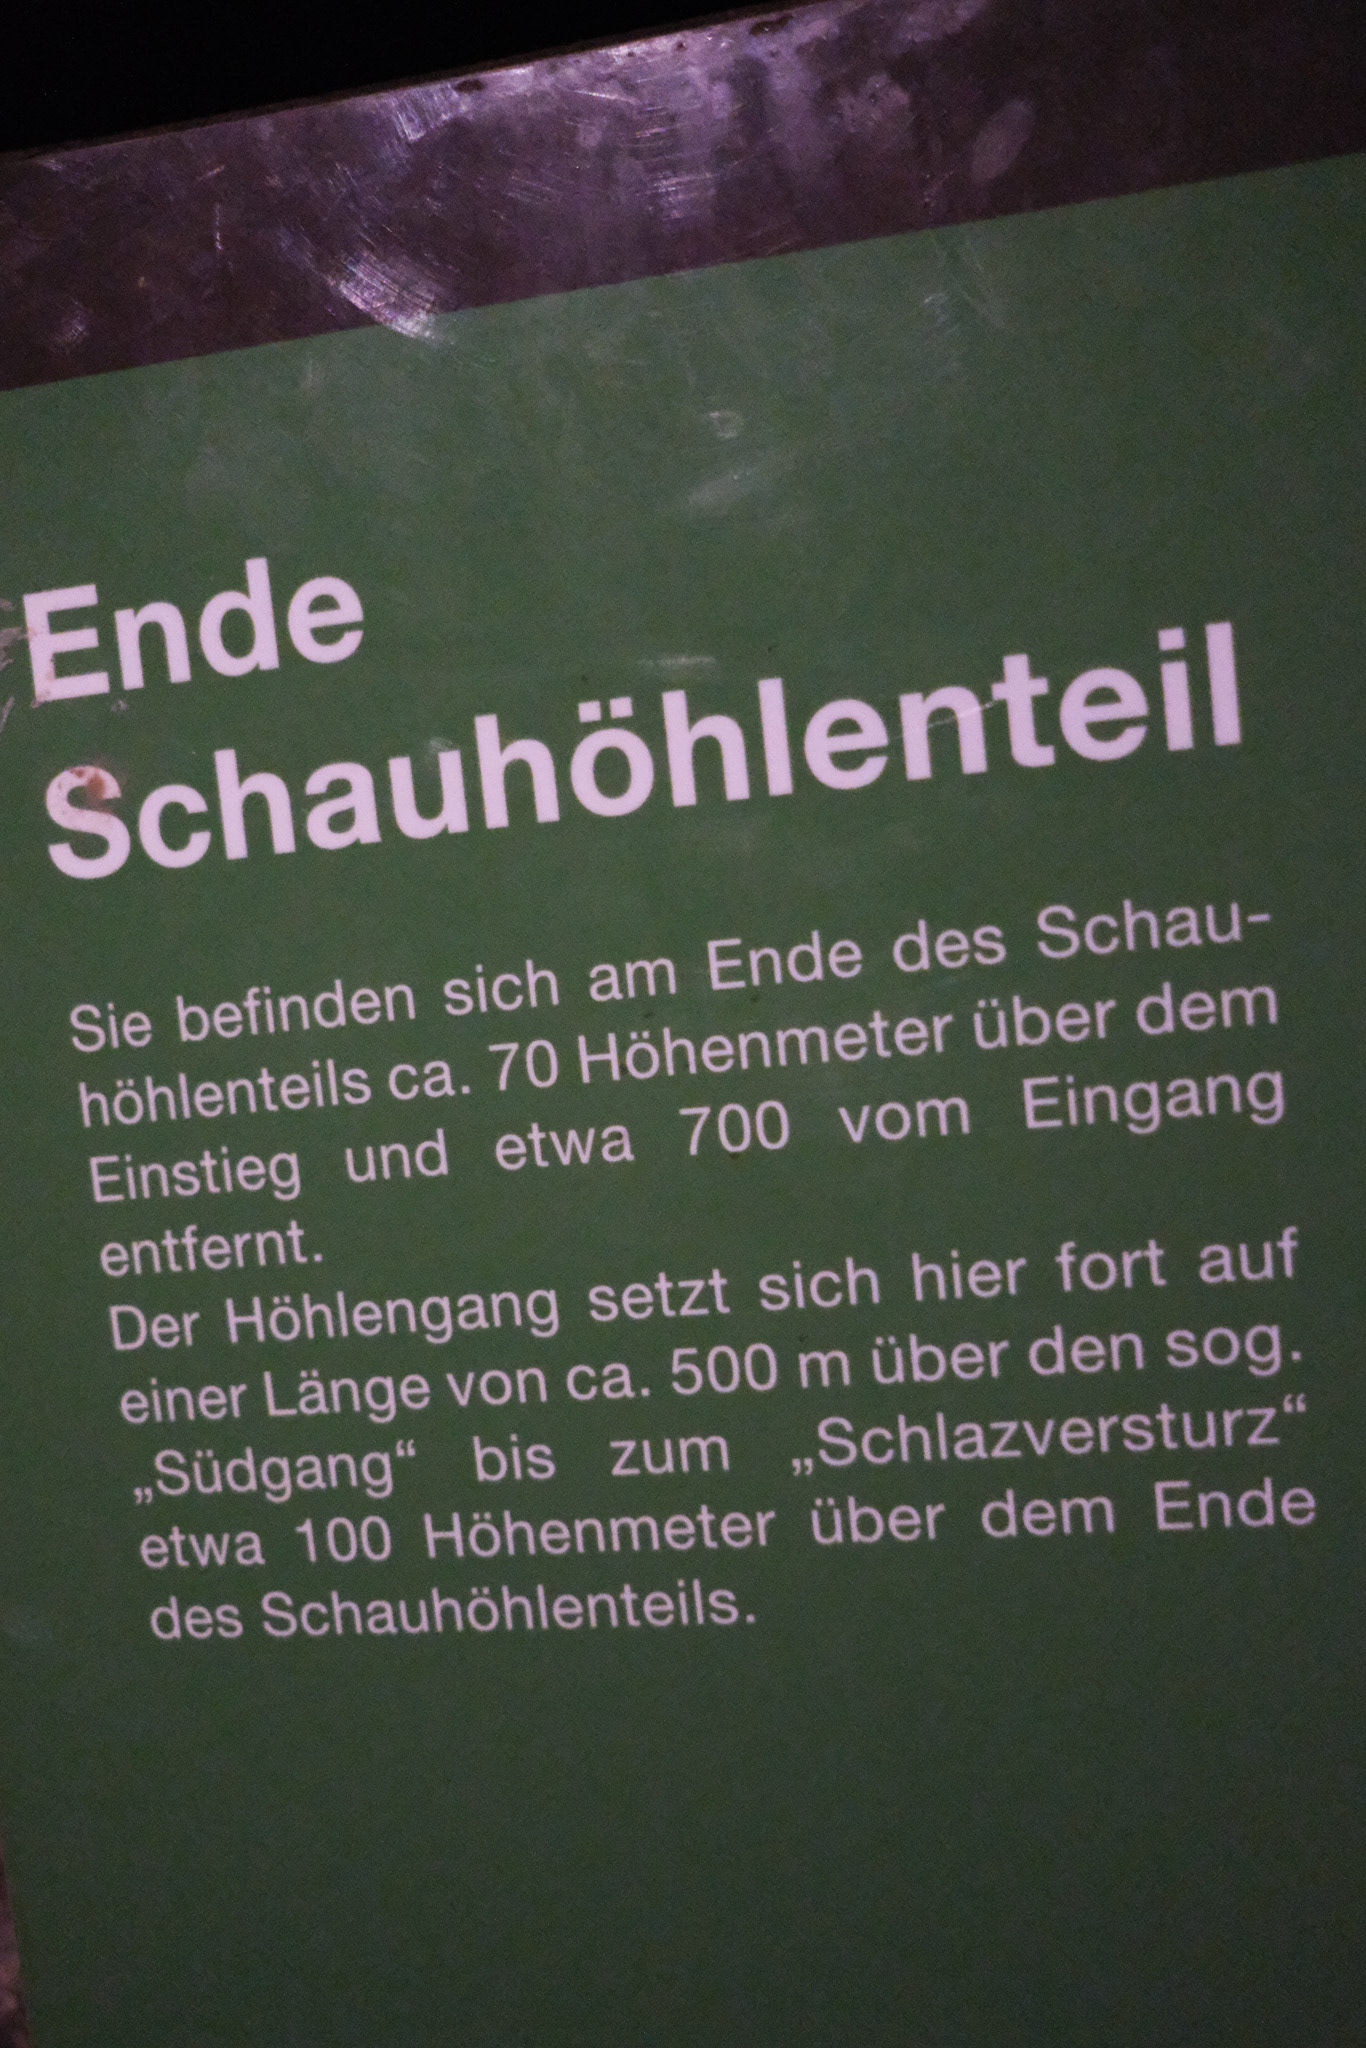 Ende
Schauhöhlenteil
Sie befinden sich am Ende des Schau-
höhlenteils ca. 70 Höhenmeter über dem
Einstieg und etwa 700 vom Eingang
entfernt.
Der Höhlengang setzt sich hier fort auf
einer Länge von ca. 500 m über den sog.
„Südgang“ bis zum „Schlazversturz“
etwa 100 Höhenmeter über dem Ende
des Schauhöhlenteils.